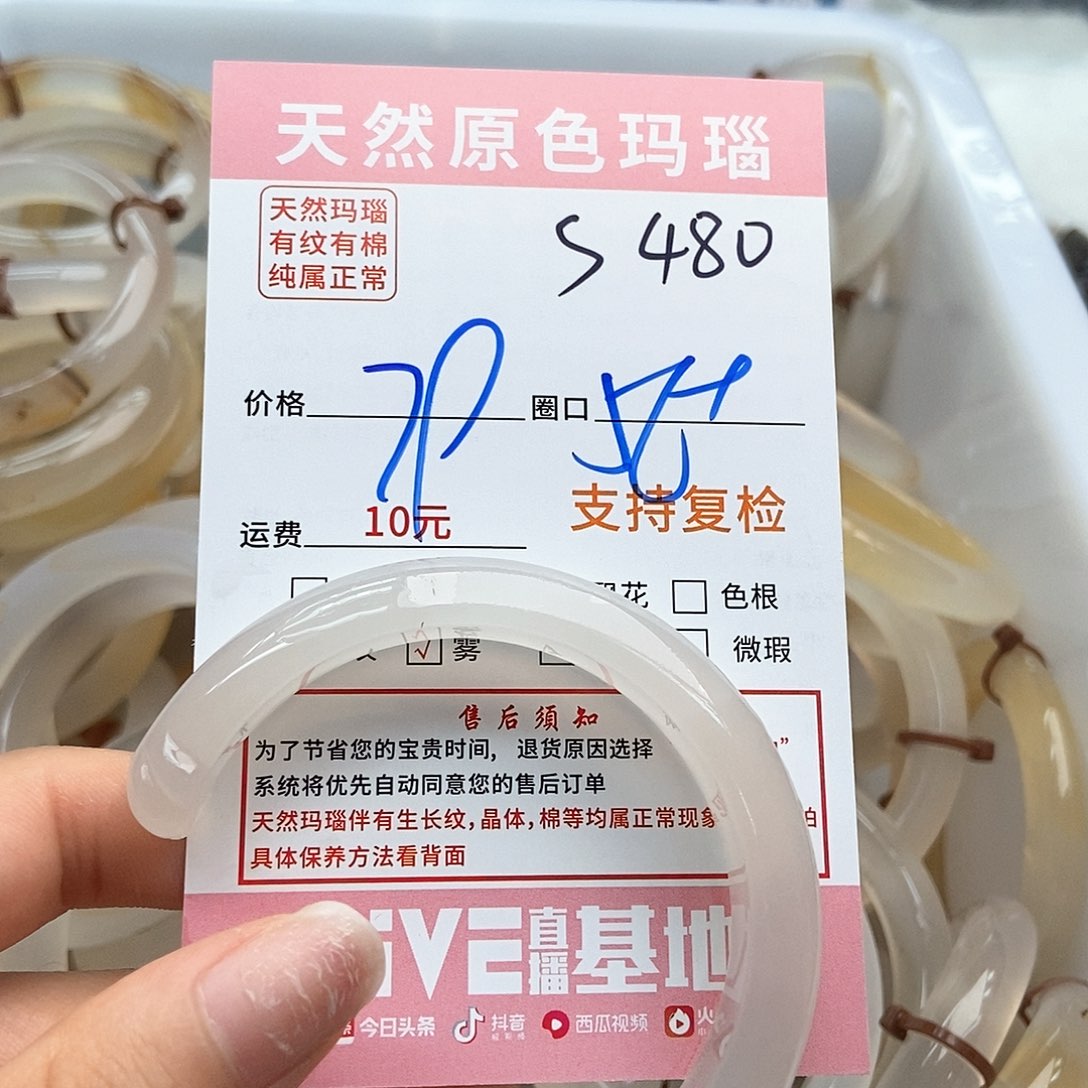 天然原色玛瑙
天然玛瑙
有纹有棉
纯属正常
S 480
价格
圈口
支持复检
运费 10元
花 色根
√ 雾 微瑕
售后须知
为了节省您的宝贵时间, 退货原因选择 ”
系统将优先自动同意您的售后订单
天然玛瑙伴有生长纹,晶体,棉等均属正常现象 拍
具体保养方法看背面
IVE直播基地
今日头条 抖音 西瓜视频 火